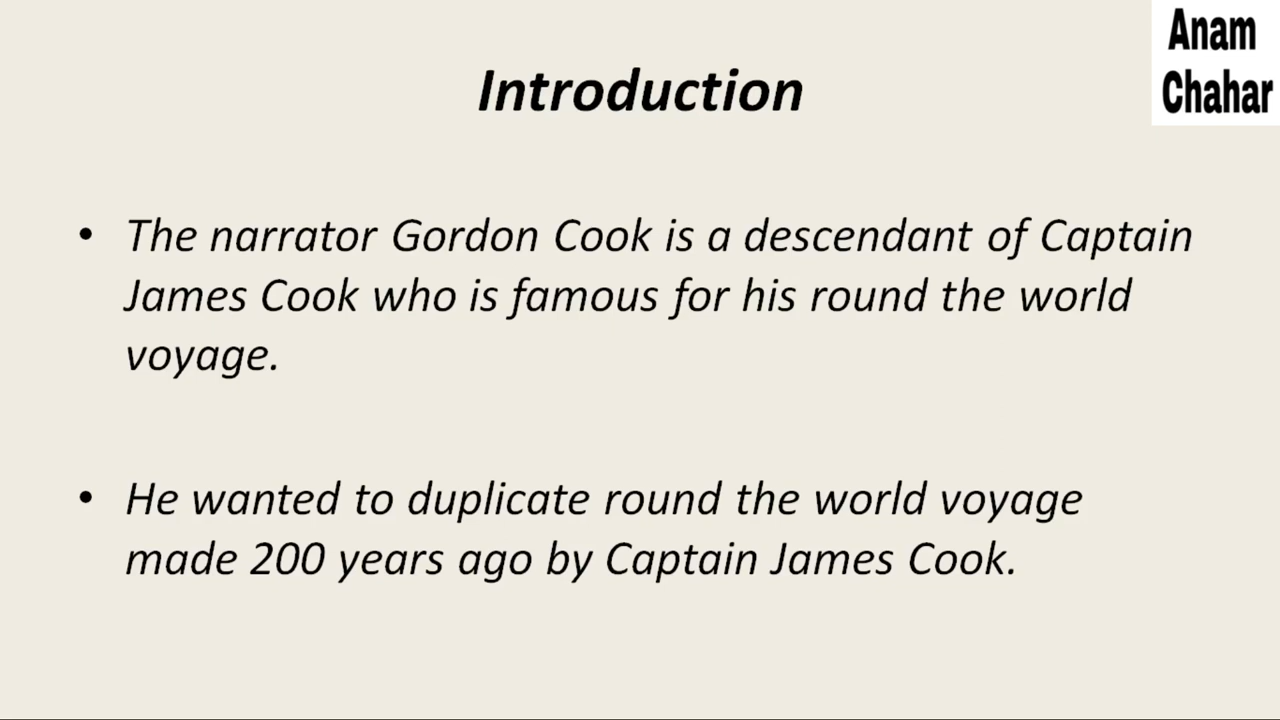 Anam
Chahar
Introduction
• The narrator Gordon Cook is a descendant of Captain
James Cook who is famous for his round the world
voyage.
• He wanted to duplicate round the world voyage
made 200 years ago by Captain James Cook.